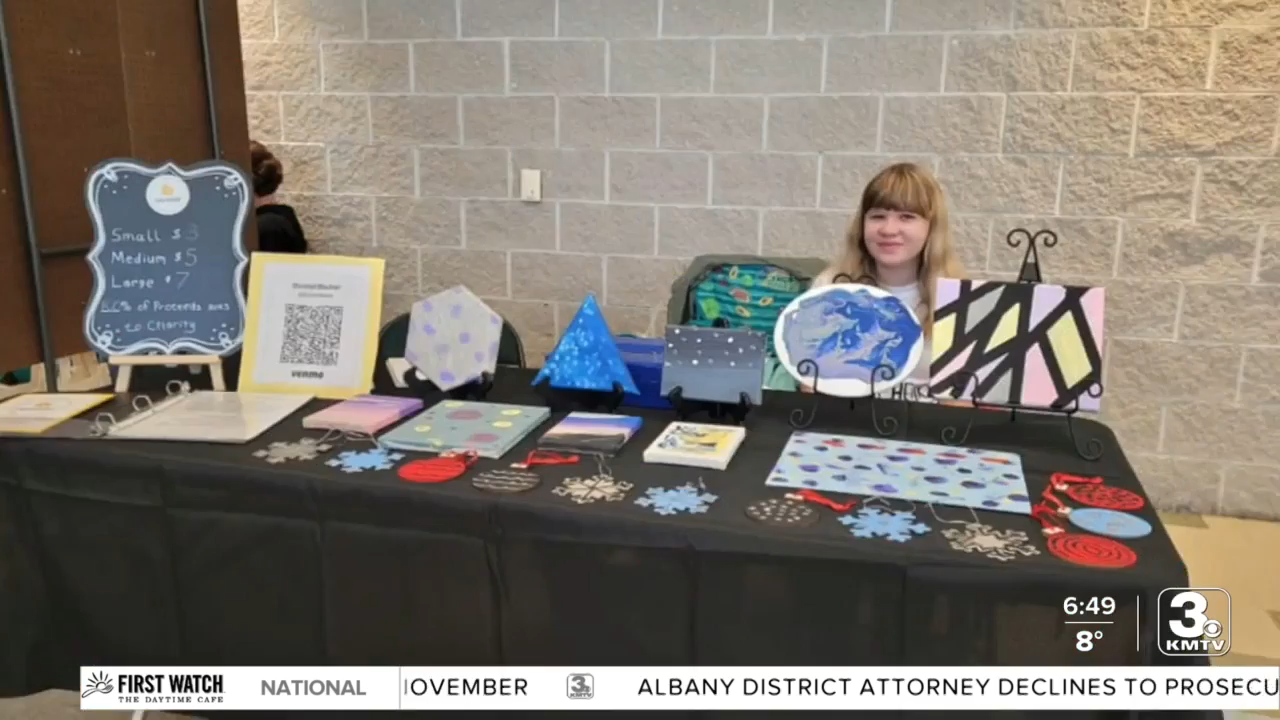 Small $3
Medium $5
Large $7
of Proceeds goes
to Charity
venmo
6:49
8°
3
KMTV
FIRST WATCH
THE DAYTIME CAFE
NATIONAL
OVEMBER
3
ALBANY DISTRICT ATTORNEY DECLINES TO PROSECU